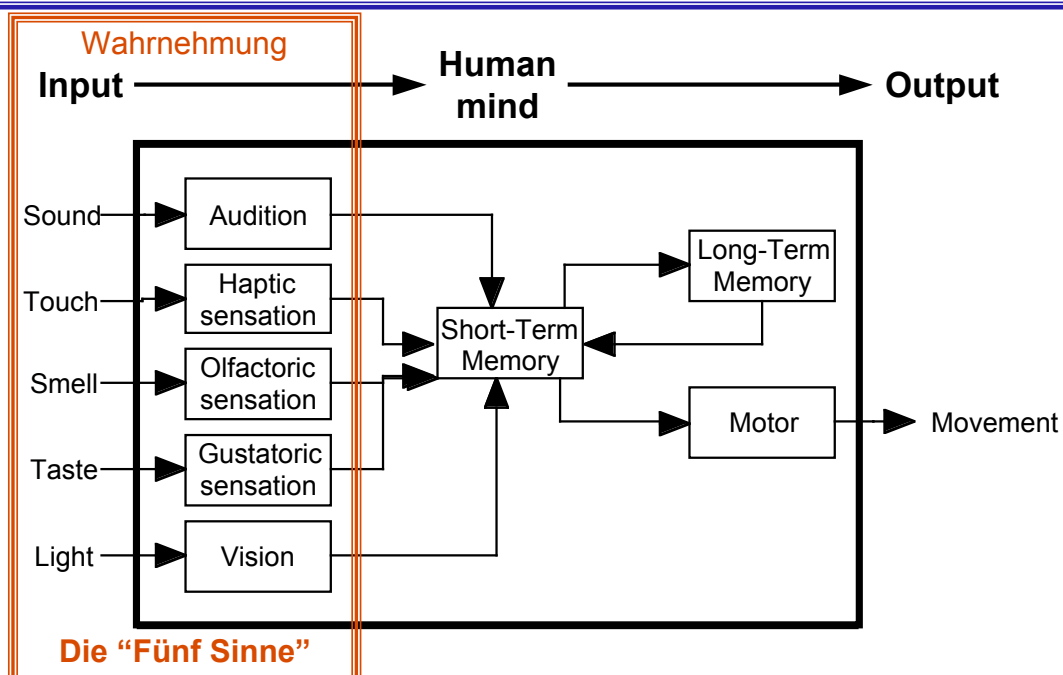 Wahrnehmung
Input
Human
mind
Output
Sound
Audition
Touch
Haptic
sensation
Smell
Olfactoric
sensation
Taste
Gustatoric
sensation
Light
Vision
Short-Term
Memory
Long-Term
Memory
Motor
Movement
Die “Fünf Sinne”